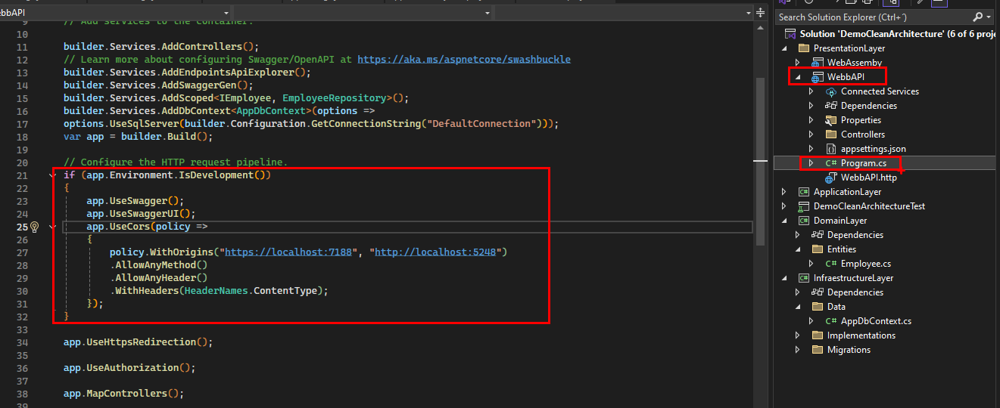 ebbAPI
9 // Add services to the container.
10
11 builder.Services.AddControllers();
12 // Learn more about configuring Swagger/OpenAPI at https://aka.ms/aspnetcore/swashbuckle
13 builder.Services.AddEndpointsApiExplorer();
14 builder.Services.AddSwaggerGen();
15 builder.Services.AddScoped<IEmployee, EmployeeRepository>();
16 builder.Services.AddDbContext<AppDbContext>(options =>
17 options.UseSqlServer(builder.Configuration.GetConnectionString("DefaultConnection")));
18 var app = builder.Build();
19
20 // Configure the HTTP request pipeline.
21 if (app.Environment.IsDevelopment())
22 {
23 app.UseSwagger();
24 app.UseSwaggerUI();
25 app.UseCors(policy =>
26 {
27 policy.WithOrigins("https://localhost:7188", "http://localhost:5248")
28 .AllowAnyMethod()
29 .AllowAnyHeader()
30 .WithHeaders(HeaderNames.ContentType);
31 });
32 }
33
34 app.UseHttpsRedirection();
35
36 app.UseAuthorization();
37
38 app.MapControllers();
39
Search Solution Explorer (Ctrl+´)
Solution 'DemoCleanArchitecture' (6 of 6 proje
PresentationLayer
WebAssemby
WebbAPI
Connected Services
Dependencies
Properties
Controllers
appsettings.json
C# Program.cs
WebbAPI.http
ApplicationLayer
DemoCleanArchitectureTest
DomainLayer
Dependencies
Entities
C# Employee.cs
InfraestructureLayer
Dependencies
Data
C# AppDbContext.cs
Implementations
Migrations